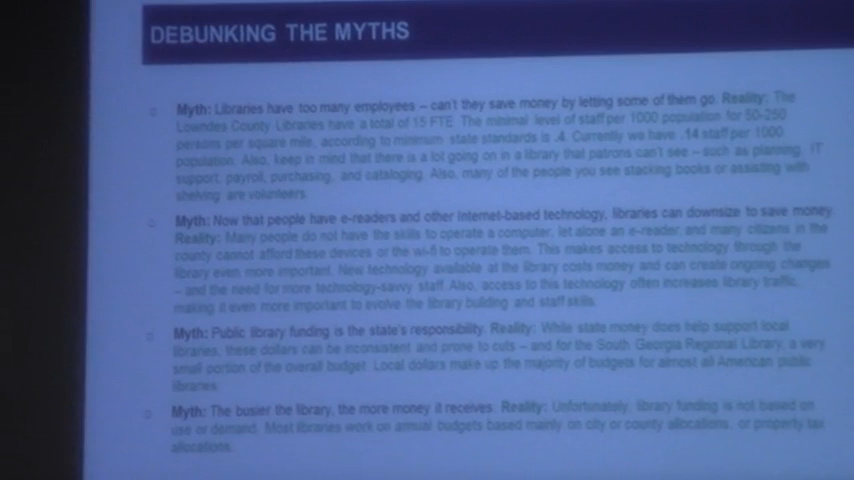 DEBUNKING THE MYTHS
Myth: Libraries have too many employees – can't they save money by letting some of them go. Reality: The
Lowndes County Libraries have a total of 15 FTE. The minimal level of staff per 1000 population for 50-250
persons per square mile, according to minimum state standards is .4. Currently we have .14 staff per 1000
population. Also, keep in mind that there is a lot going on in a library that patrons can't see – such as planning, IT
support, payroll, purchasing, and cataloging. Also, many of the people you see stacking books or assisting with
shelving are volunteers.
Myth: Now that people have e-readers and other Internet-based technology, libraries can downsize to save money.
Reality: Many people do not have the skills to operate a computer, let alone an e-reader, and many citizens in the
county cannot afford these devices or the wi-fi to operate them. This makes access to technology through the
library even more important. New technology available at the library costs money and can create ongoing changes
– and the need for more technology-savvy staff. Also, access to this technology often increases library traffic,
making it even more important to evolve the library building and staff skills.
Myth: Public library funding is the state's responsibility. Reality: While state money does help support local
libraries, these dollars can be inconsistent and prone to cuts – and for the South Georgia Regional Library, a very
small portion of the overall budget. Local dollars make up the majority of budgets for almost all American public
libraries.
Myth: The busier the library, the more money it receives. Reality: Unfortunately, library funding is not based on
use or demand. Most libraries work on annual budgets based mainly on city or county allocations, or property tax
allocations.